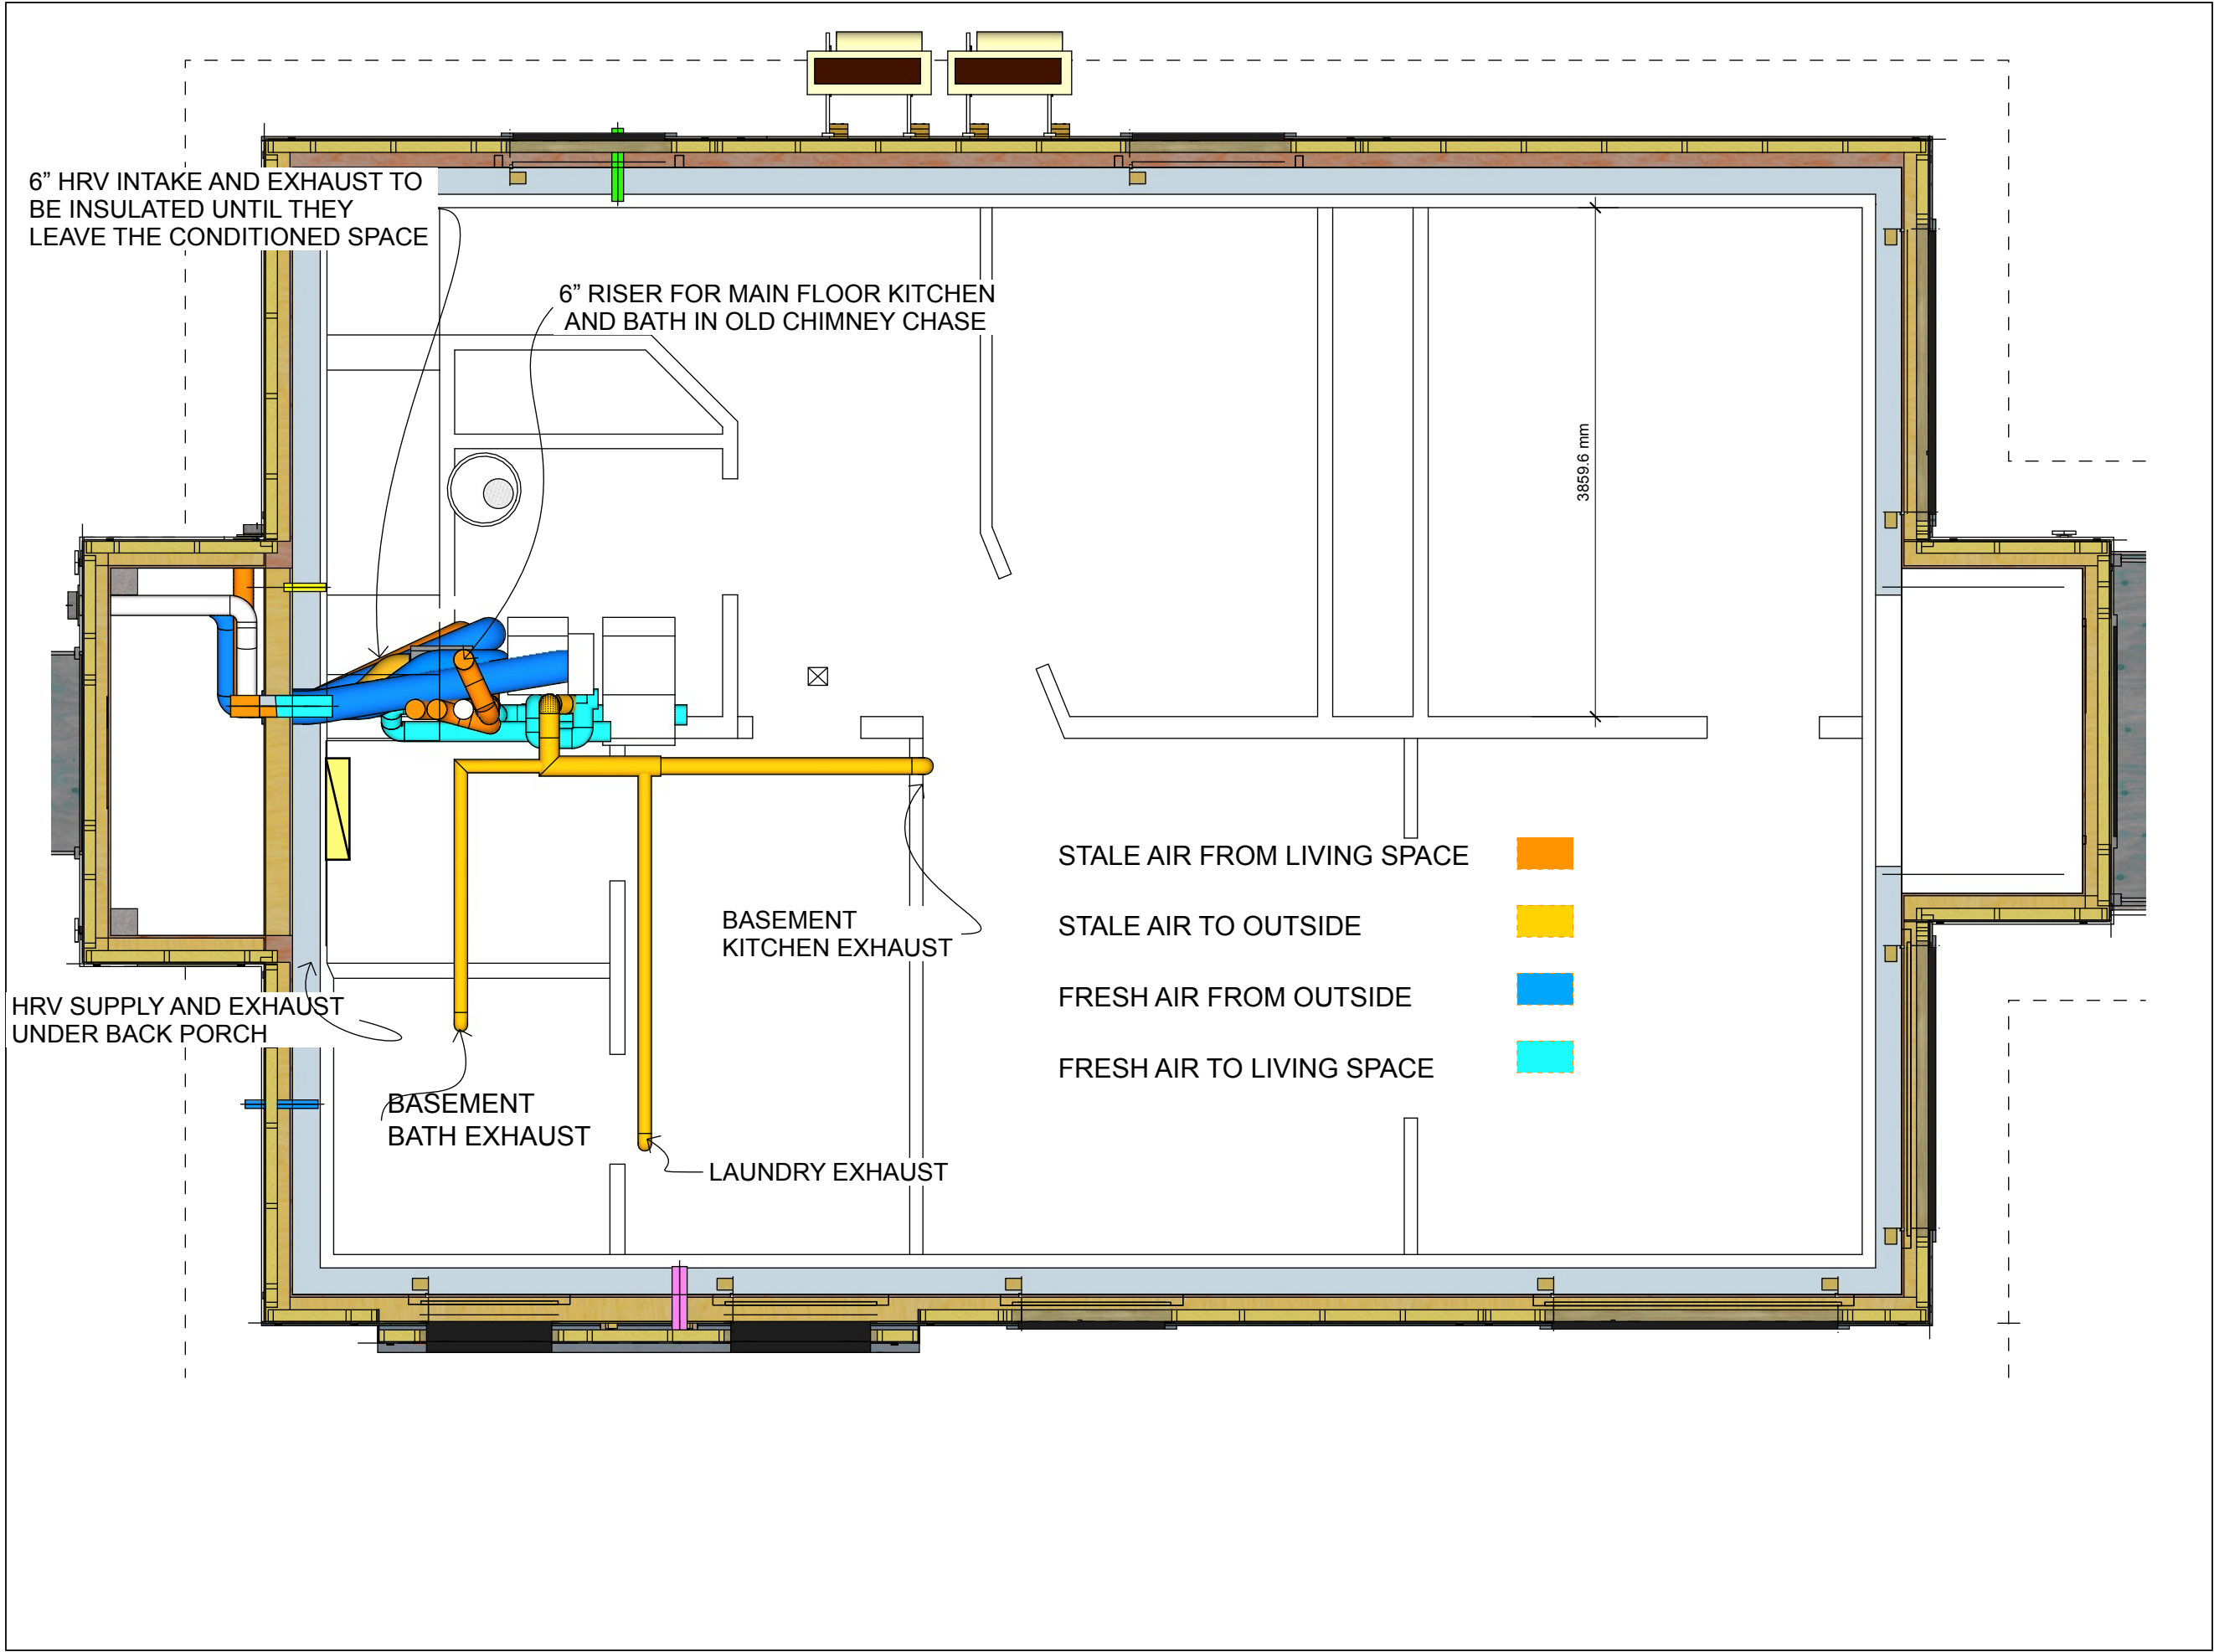 6” HRV INTAKE AND EXHAUST TO
BE INSULATED UNTIL THEY
LEAVE THE CONDITIONED SPACE
6” RISER FOR MAIN FLOOR KITCHEN
AND BATH IN OLD CHIMNEY CHASE
3859.6 mm
STALE AIR FROM LIVING SPACE
STALE AIR TO OUTSIDE
FRESH AIR FROM OUTSIDE
FRESH AIR TO LIVING SPACE
BASEMENT
KITCHEN EXHAUST
HRV SUPPLY AND EXHAUST
UNDER BACK PORCH
BASEMENT
BATH EXHAUST
LAUNDRY EXHAUST